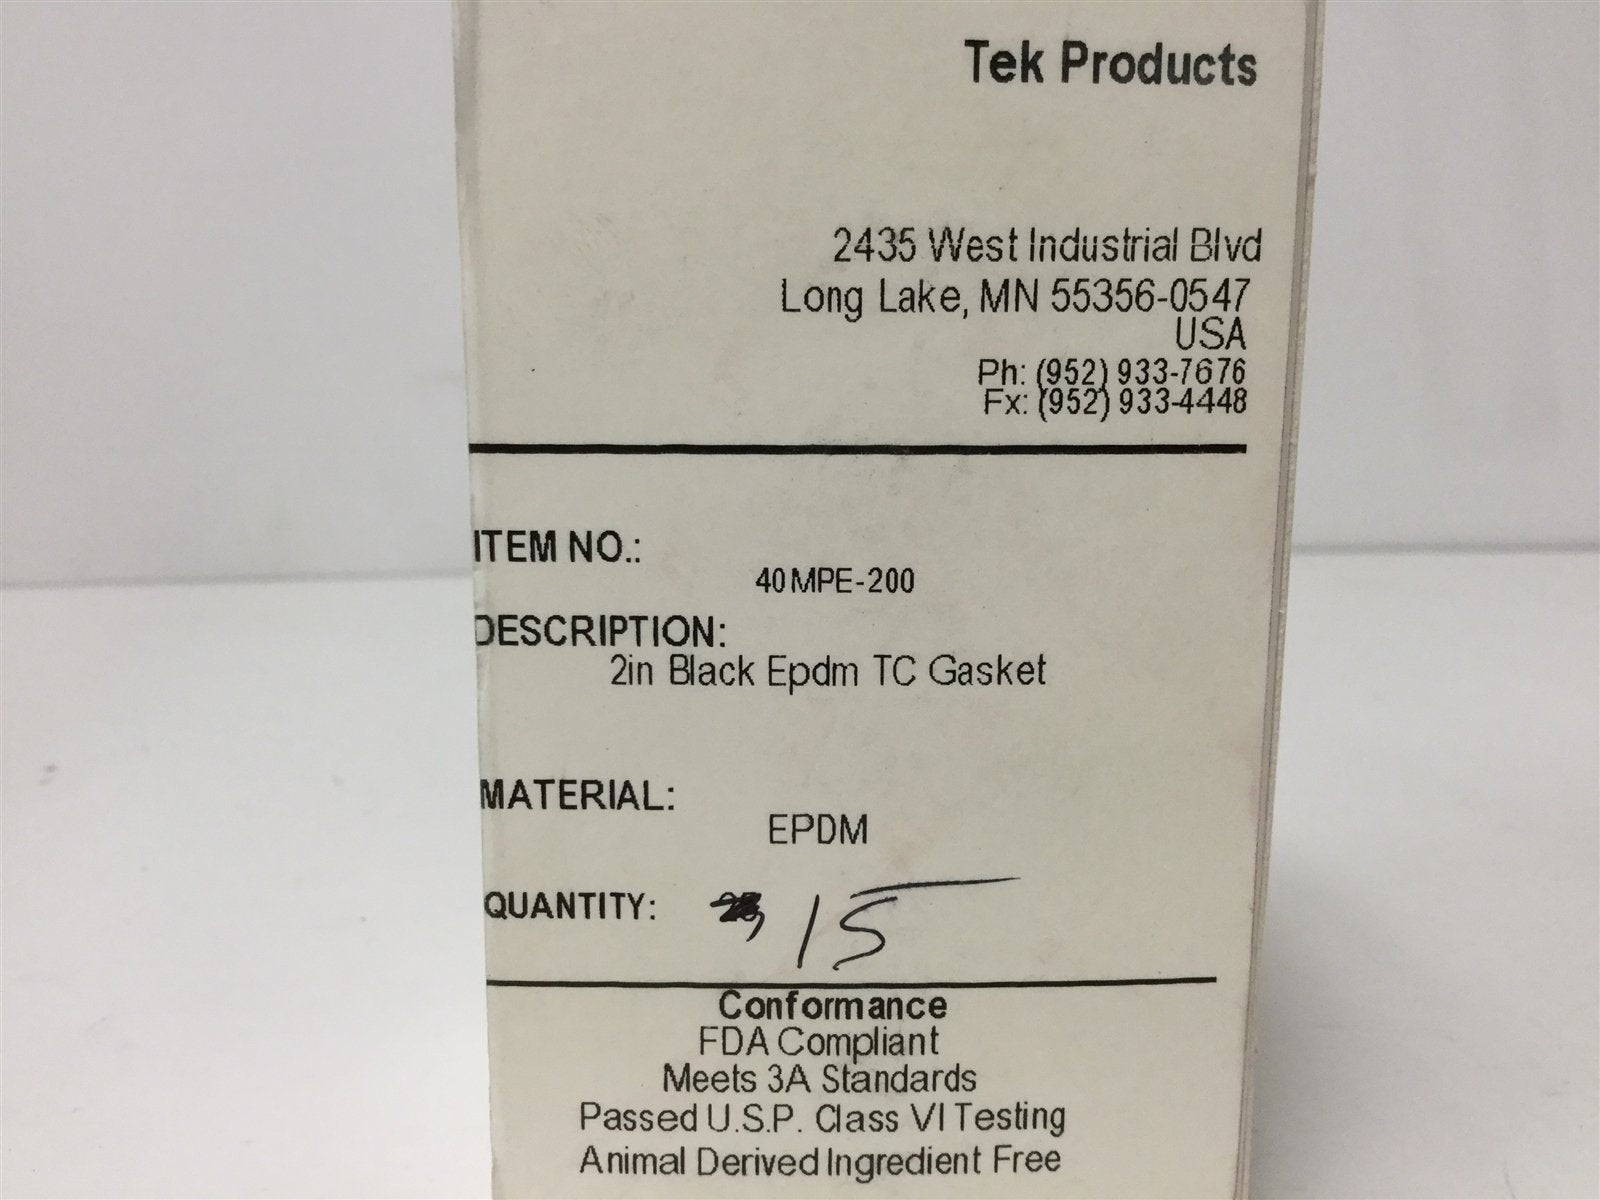 Tek Products
2435 West Industrial Blvd
Long Lake, MN 55356-0547
USA
Ph: (952) 933-7676
Fx: (952) 933-4448
ITEM NO.:
40MPE-200
DESCRIPTION:
2in Black Epdm TC Gasket
MATERIAL:
EPDM
QUANTITY: 15
Conformance
FDA Compliant
Meets 3A Standards
Passed U.S.P. Class VI Testing
Animal Derived Ingredient Free